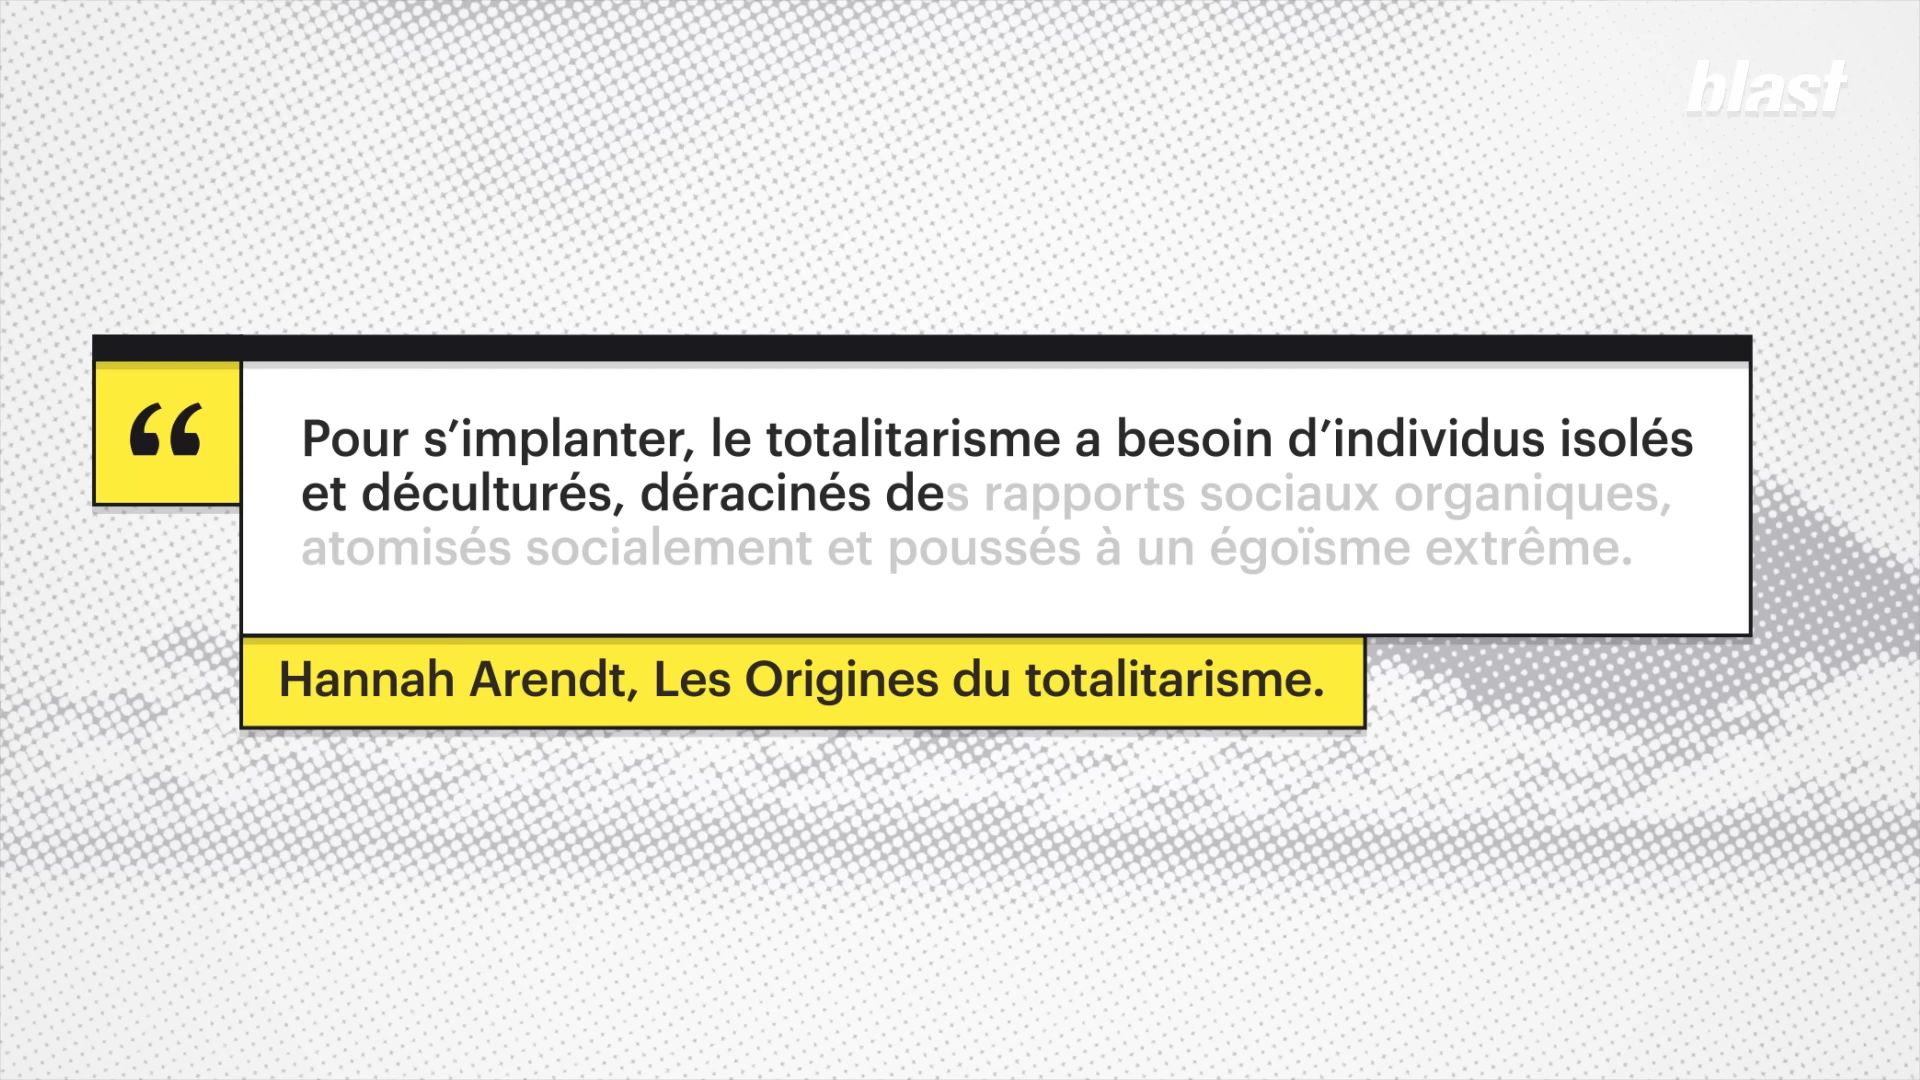 blast
“
Pour s’implanter, le totalitarisme a besoin d’individus isolés
et déculturés, déracinés des rapports sociaux organiques,
atomisés socialement et poussés à un égoïsme extrême.
Hannah Arendt, Les Origines du totalitarisme.